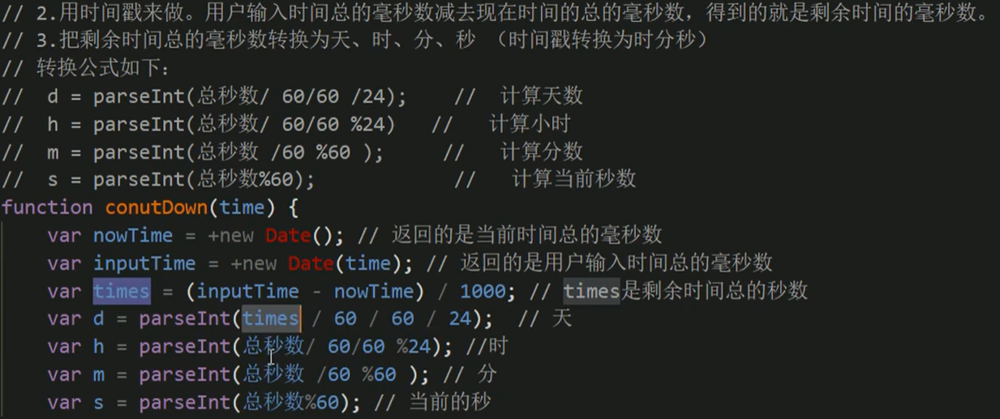 // 2.用时间戳来做。用户输入时间总的毫秒数减去现在时间的总的毫秒数，得到的就是剩余时间的毫秒数。
// 3.把剩余时间总的毫秒数转换为天、时、分、秒 （时间戳转换为时分秒）
// 转换公式如下：
//  d = parseInt(总秒数/ 60/60 /24);    //  计算天数
//  h = parseInt(总秒数/ 60/60 %24)   //   计算小时
//  m = parseInt(总秒数 /60 %60 );     //   计算分数
//  s = parseInt(总秒数%60);            //   计算当前秒数
function conutDown(time) {
    var nowTime = +new Date(); // 返回的是当前时间总的毫秒数
    var inputTime = +new Date(time); // 返回的是用户输入时间总的毫秒数
    var times = (inputTime - nowTime) / 1000; // times是剩余时间总的秒数
    var d = parseInt(times / 60 / 60 / 24);  // 天
    var h = parseInt(总秒数/ 60/60 %24); //时
    var m = parseInt(总秒数 /60 %60 ); // 分
    var s = parseInt(总秒数%60); // 当前的秒